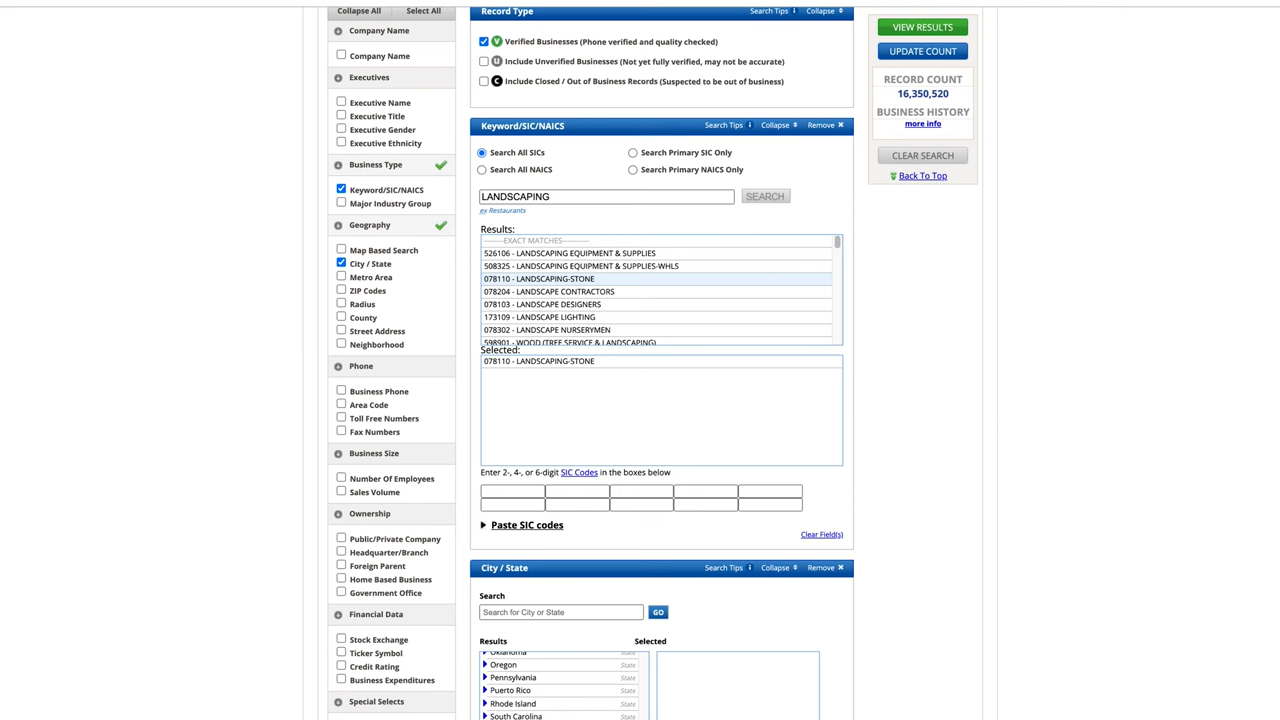 Collapse All
Select All
Company Name
Company Name
Executives
Executive Name
Executive Title
Executive Gender
Executive Ethnicity
Business Type
Keyword/SIC/NAICS
Major Industry Group
Geography
Map Based Search
City / State
Metro Area
ZIP Codes
Radius
County
Street Address
Neighborhood
Phone
Business Phone
Area Code
Toll Free Numbers
Fax Numbers
Business Size
Number Of Employees
Sales Volume
Ownership
Public/Private Company
Headquarter/Branch
Foreign Parent
Home Based Business
Government Office
Financial Data
Stock Exchange
Ticker Symbol
Credit Rating
Business Expenditures
Special Selects
Record Type
Search Tips i Collapse
V Verified Businesses (Phone verified and quality checked)
U Include Unverified Businesses (Not yet fully verified, may not be accurate)
C Include Closed / Out of Business Records (Suspected to be out of business)
Keyword/SIC/NAICS
Search Tips i Collapse Remove
Search All SICs
Search Primary SIC Only
Search All NAICS
Search Primary NAICS Only
LANDSCAPING
SEARCH
ex Restaurants
Results:
--------EXACT MATCHES------------
526106 - LANDSCAPING EQUIPMENT & SUPPLIES
508325 - LANDSCAPING EQUIPMENT & SUPPLIES-WHLS
078110 - LANDSCAPING-STONE
078204 - LANDSCAPE CONTRACTORS
078103 - LANDSCAPE DESIGNERS
173109 - LANDSCAPE LIGHTING
078302 - LANDSCAPE NURSERYMEN
598901 - WOOD (TREE SERVICE & LANDSCAPING)
Selected:
078110 - LANDSCAPING-STONE
Enter 2-, 4-, or 6-digit SIC Codes in the boxes below
Paste SIC codes
Clear Field(s)
City / State
Search Tips i Collapse Remove
Search
Search for City or State
GO
Results
Selected
Oklahoma State
Oregon State
Pennsylvania State
Puerto Rico State
Rhode Island State
South Carolina State
VIEW RESULTS
UPDATE COUNT
RECORD COUNT
16,350,520
BUSINESS HISTORY
more info
CLEAR SEARCH
Back To Top